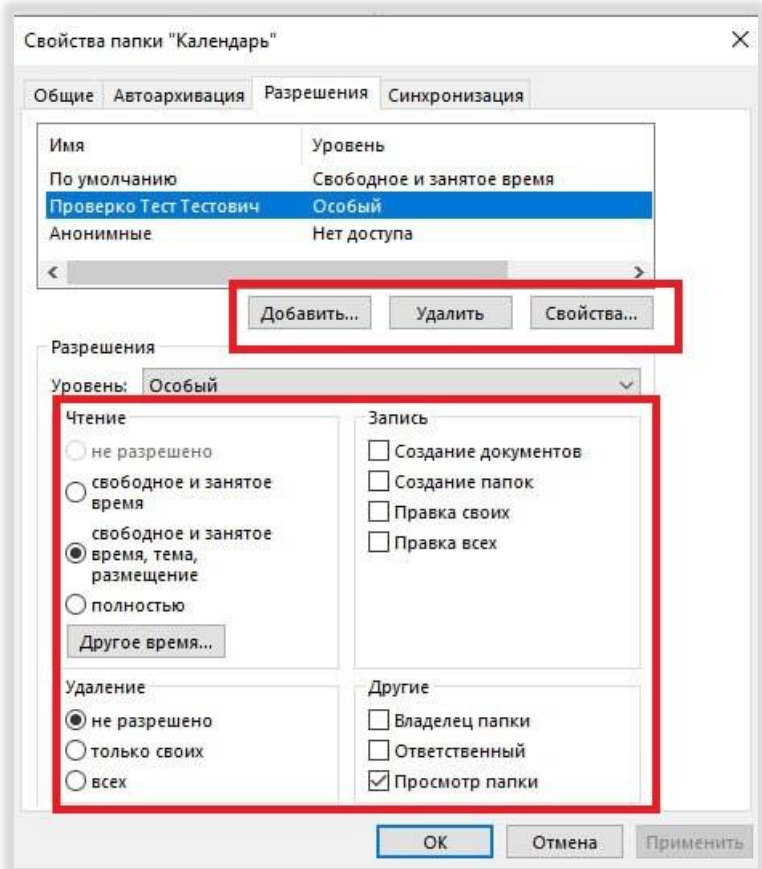 Свойства папки "Календарь"
Общие Автоархивация Разрешения Синхронизация
Имя Уровень
По умолчанию Свободное и занятое время
Проверко Тест Тестович Особый
Анонимные Нет доступа
Добавить... Удалить Свойства...
Разрешения
Уровень: Особый
Чтение
не разрешено
свободное и занятое
время
свободное и занятое
время, тема,
размещение
полностью
Другое время...
Запись
Создание документов
Создание папок
Правка своих
Правка всех
Удаление
не разрешено
только своих
всех
Другие
Владелец папки
Ответственный
Просмотр папки
ОК Отмена Применить